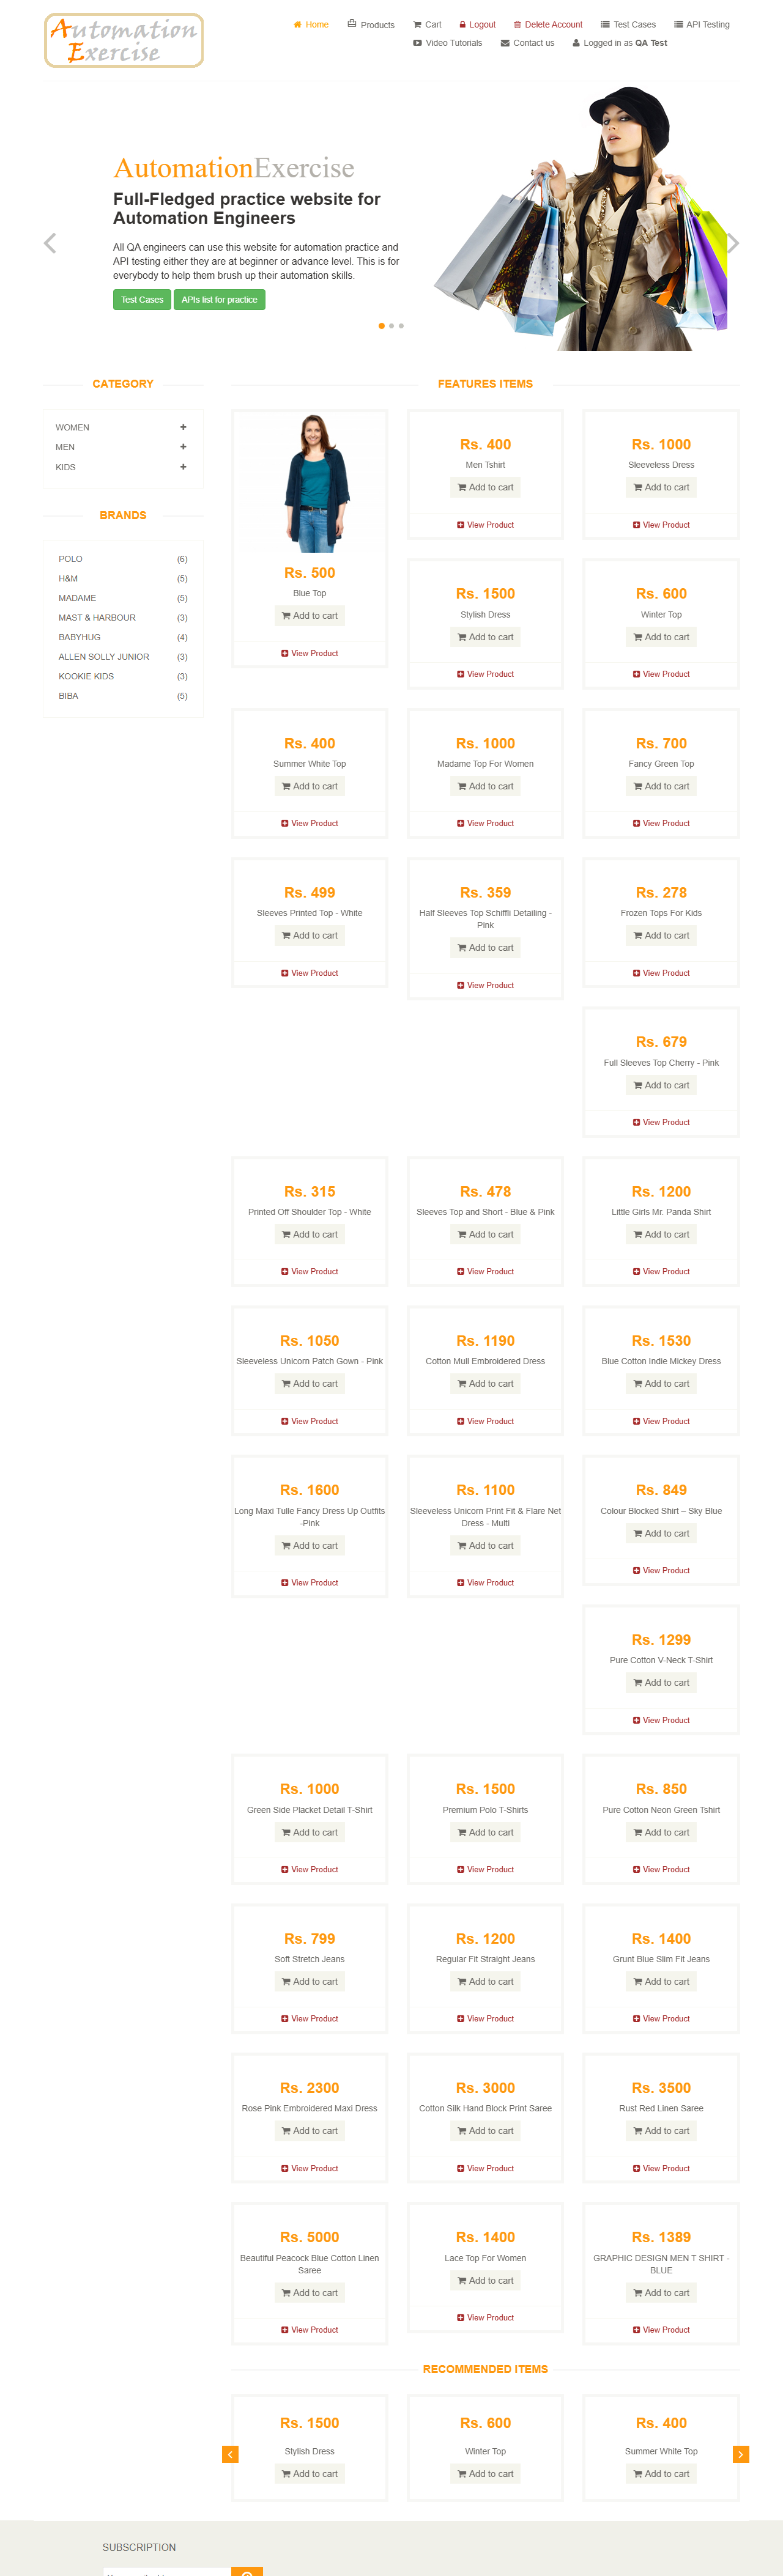 Automation
Exercise
Home Products Cart Logout Delete Account Test Cases API Testing
Video Tutorials Contact us Logged in as QA Test
AutomationExercise
Full-Fledged practice website for
Automation Engineers
All QA engineers can use this website for automation practice and
API testing either they are at beginner or advance level. This is for
everybody to help them brush up their automation skills.
Test Cases APIs list for practice
CATEGORY
WOMEN
MEN
KIDS
BRANDS
POLO (6)
H&M (5)
MADAME (5)
MAST & HARBOUR (3)
BABYHUG (4)
ALLEN SOLLY JUNIOR (3)
KOOKIE KIDS (3)
BIBA (5)
FEATURES ITEMS
Rs. 500
Blue Top
Add to cart
View Product
Rs. 400
Men Tshirt
Add to cart
View Product
Rs. 1000
Sleeveless Dress
Add to cart
View Product
Rs. 1500
Stylish Dress
Add to cart
View Product
Rs. 600
Winter Top
Add to cart
View Product
Rs. 400
Summer White Top
Add to cart
View Product
Rs. 1000
Madame Top For Women
Add to cart
View Product
Rs. 700
Fancy Green Top
Add to cart
View Product
Rs. 499
Sleeves Printed Top - White
Add to cart
View Product
Rs. 359
Half Sleeves Top Schiffli Detailing -
Pink
Add to cart
View Product
Rs. 278
Frozen Tops For Kids
Add to cart
View Product
Rs. 679
Full Sleeves Top Cherry - Pink
Add to cart
View Product
Rs. 315
Printed Off Shoulder Top - White
Add to cart
View Product
Rs. 478
Sleeves Top and Short - Blue & Pink
Add to cart
View Product
Rs. 1200
Little Girls Mr. Panda Shirt
Add to cart
View Product
Rs. 1050
Sleeveless Unicorn Patch Gown - Pink
Add to cart
View Product
Rs. 1190
Cotton Mull Embroidered Dress
Add to cart
View Product
Rs. 1530
Blue Cotton Indie Mickey Dress
Add to cart
View Product
Rs. 1600
Long Maxi Tulle Fancy Dress Up Outfits
-Pink
Add to cart
View Product
Rs. 1100
Sleeveless Unicorn Print Fit & Flare Net
Dress - Multi
Add to cart
View Product
Rs. 849
Colour Blocked Shirt – Sky Blue
Add to cart
View Product
Rs. 1299
Pure Cotton V-Neck T-Shirt
Add to cart
View Product
Rs. 1000
Green Side Placket Detail T-Shirt
Add to cart
View Product
Rs. 1500
Premium Polo T-Shirts
Add to cart
View Product
Rs. 850
Pure Cotton Neon Green Tshirt
Add to cart
View Product
Rs. 799
Soft Stretch Jeans
Add to cart
View Product
Rs. 1200
Regular Fit Straight Jeans
Add to cart
View Product
Rs. 1400
Grunt Blue Slim Fit Jeans
Add to cart
View Product
Rs. 2300
Rose Pink Embroidered Maxi Dress
Add to cart
View Product
Rs. 3000
Cotton Silk Hand Block Print Saree
Add to cart
View Product
Rs. 3500
Rust Red Linen Saree
Add to cart
View Product
Rs. 5000
Beautiful Peacock Blue Cotton Linen
Saree
Add to cart
View Product
Rs. 1400
Lace Top For Women
Add to cart
View Product
Rs. 1389
GRAPHIC DESIGN MEN T SHIRT -
BLUE
Add to cart
View Product
RECOMMENDED ITEMS
Rs. 1500
Stylish Dress
Add to cart
Rs. 600
Winter Top
Add to cart
Rs. 400
Summer White Top
Add to cart
SUBSCRIPTION